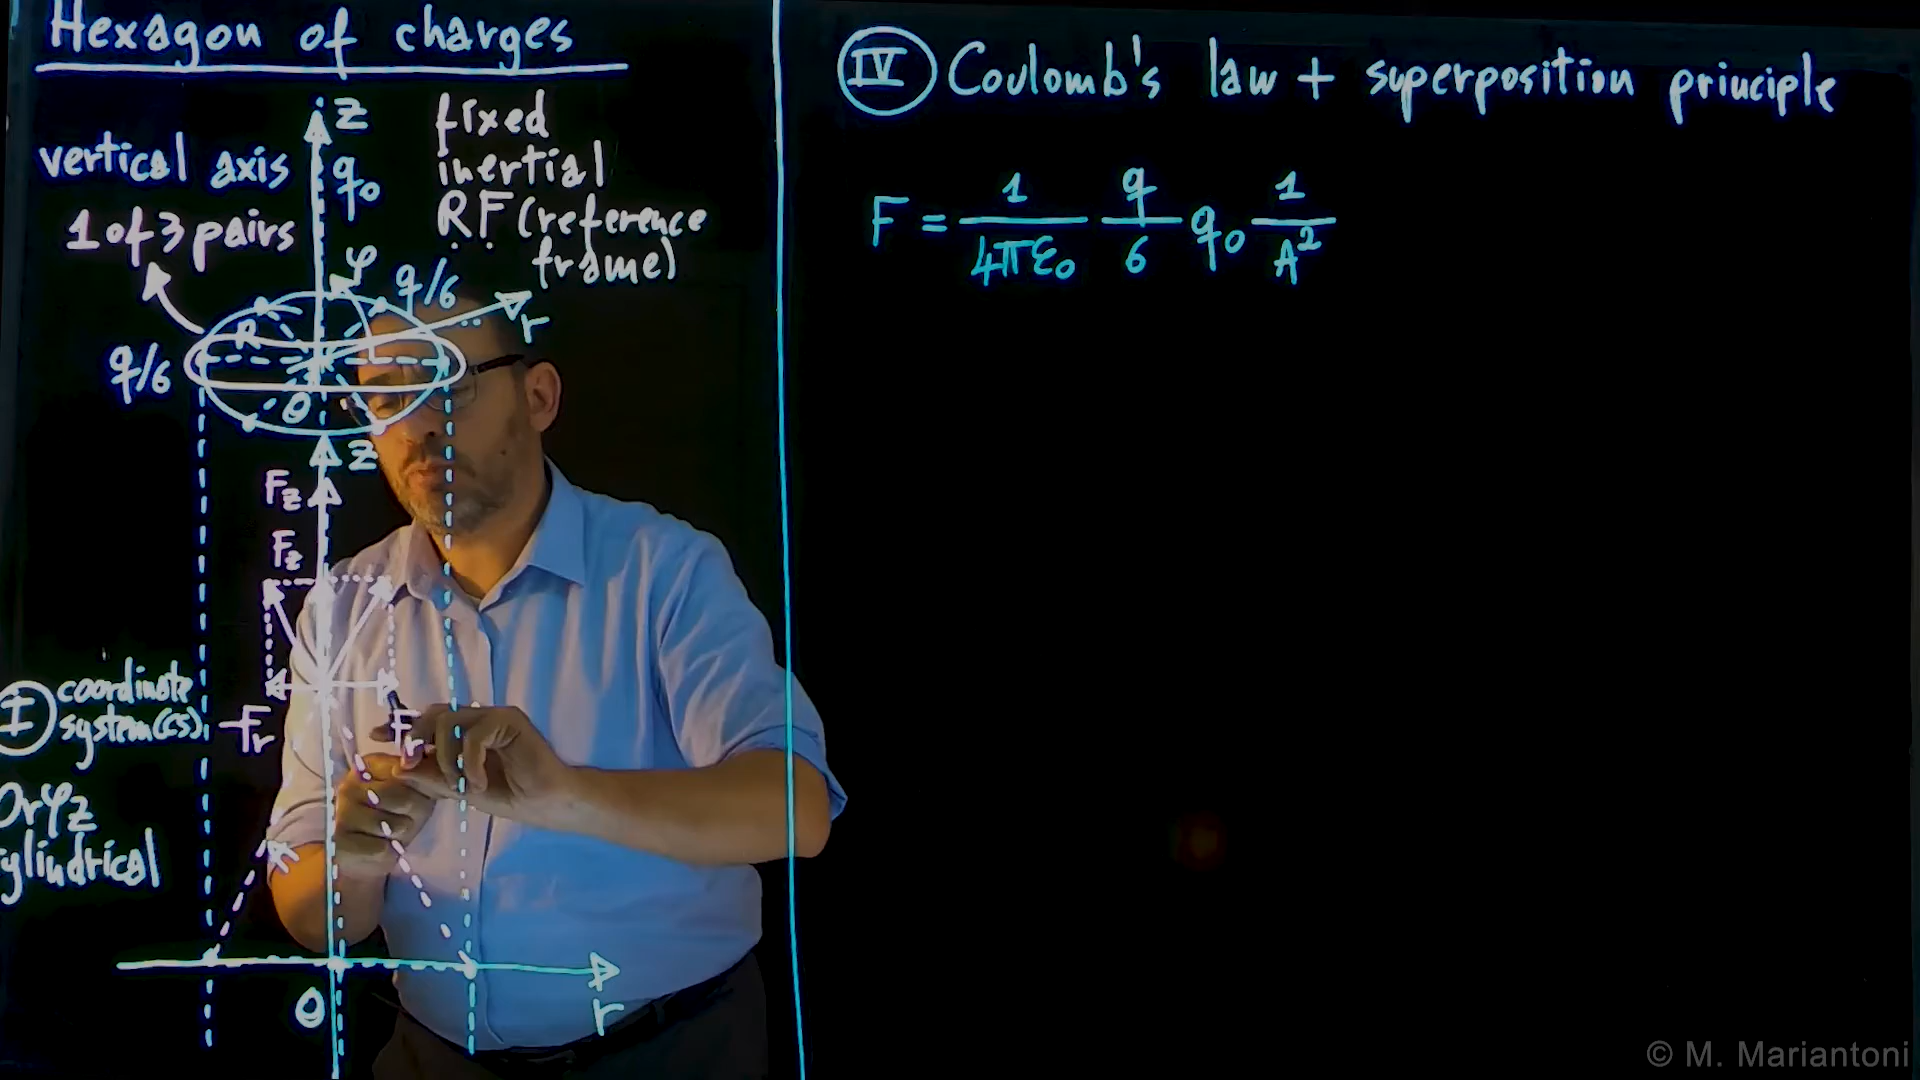 Hexagon of charges
z
vertical axis
q₀
fixed
inertial
R.F. (reference
frame)
1 of 3 pairs
φ
q/6
r
R
q/6
O
z
Fz
Fz
I coordinate
system (CS)
-Fr
Fr
Orφz
cylindrical
O
r
IV Coulomb's law + superposition principle
F = 1/4πε₀ q/6 q₀ 1/A²
© M. Mariantoni